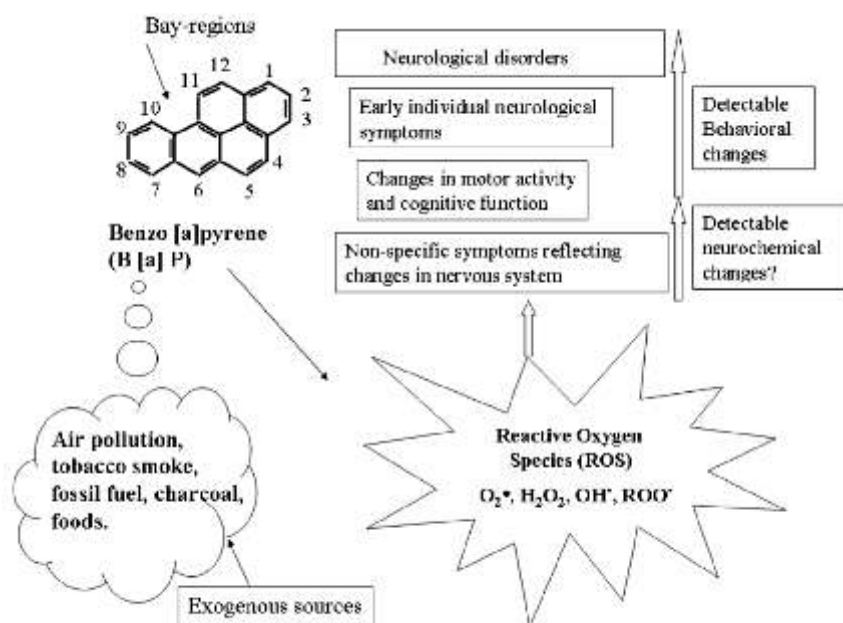 Bay-regions
12
11
1
10
2
9
3
8
4
7
6
5
Benzo [a]pyrene
(B [a] P)
Air pollution,
tobacco smoke,
fossil fuel, charcoal,
foods.
Exogenous sources
Neurological disorders
Early individual neurological
symptoms
Changes in motor activity
and cognitive function
Non-specific symptoms reflecting
changes in nervous system
Detectable
Behavioral
changes
Detectable
neurochemical
changes?
Reactive Oxygen
Species (ROS)
O₂•, H₂O₂, OH•, ROO•